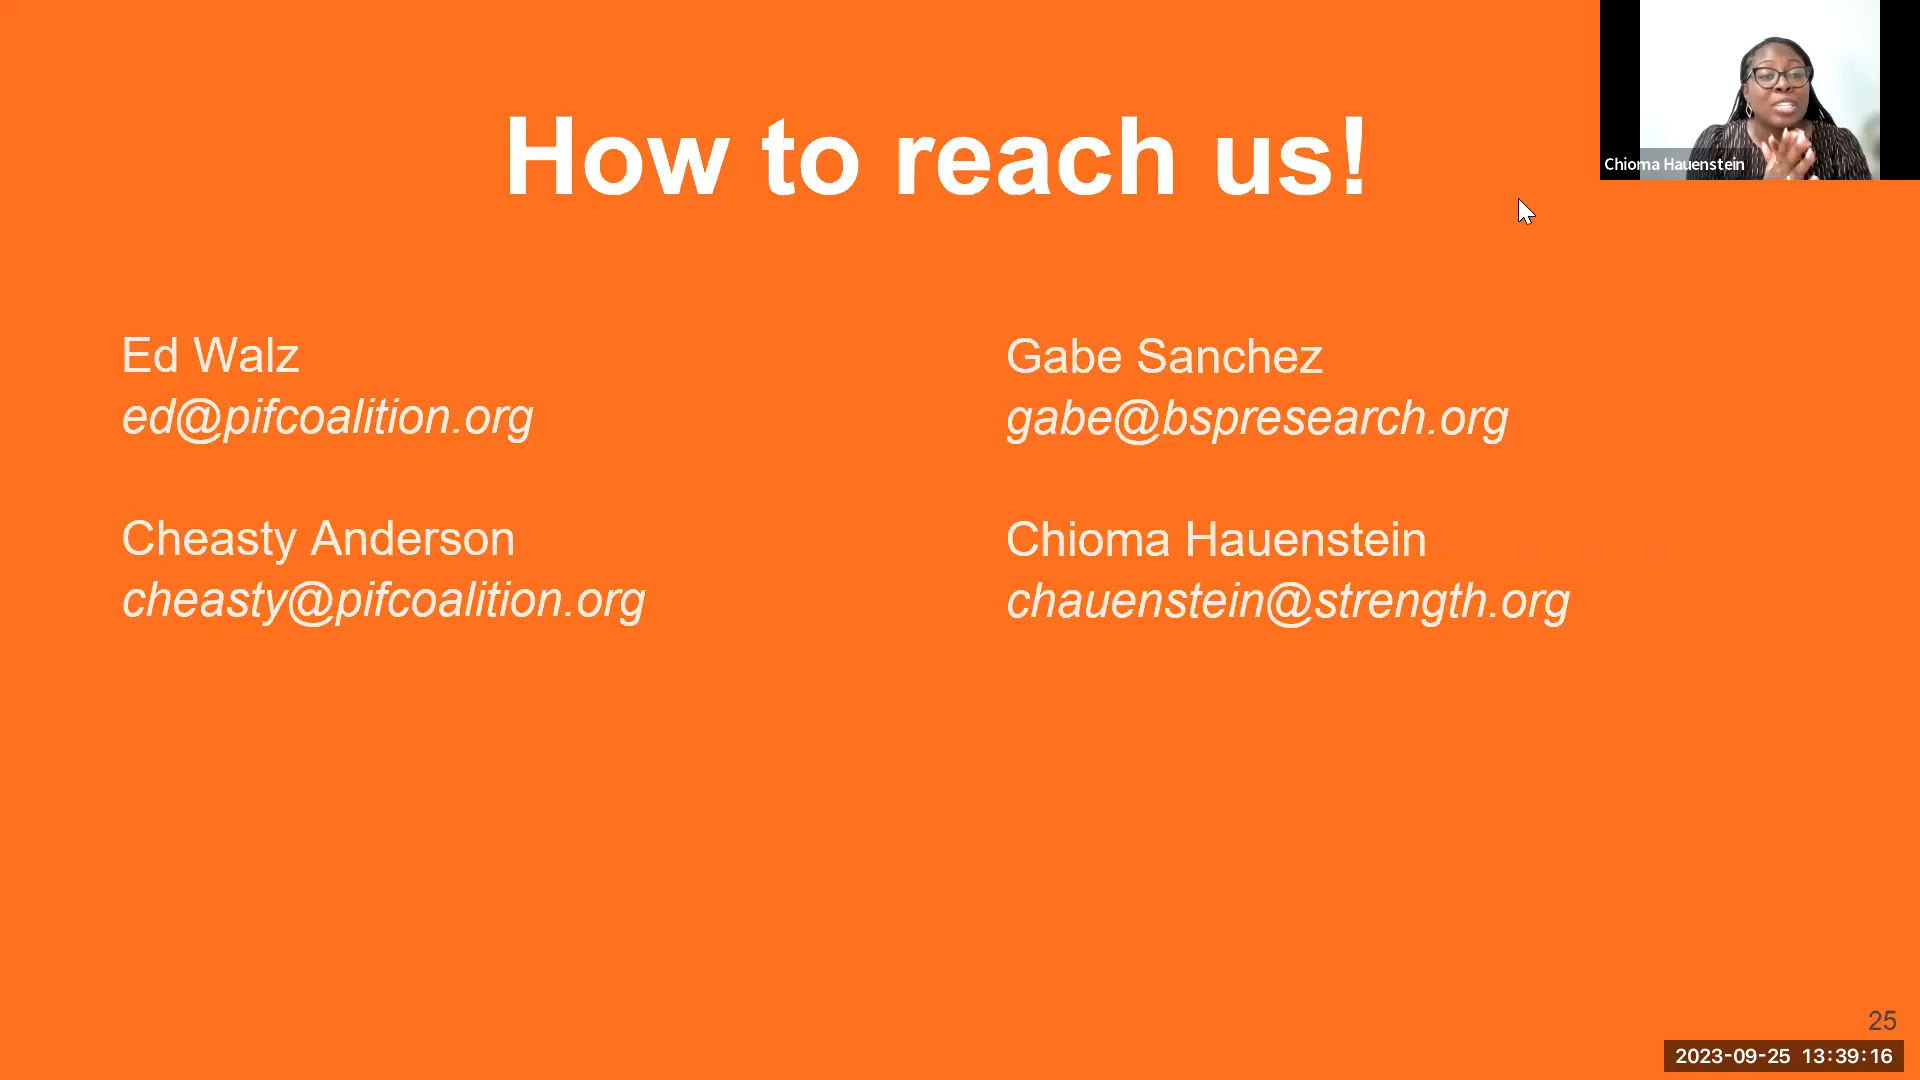 How to reach us!
Chioma Hauenstein
Ed Walz
ed@pifcoalition.org
Cheasty Anderson
cheasty@pifcoalition.org
Gabe Sanchez
gabe@bspresearch.org
Chioma Hauenstein
chauenstein@strength.org
25
2023-09-25 13:39:16